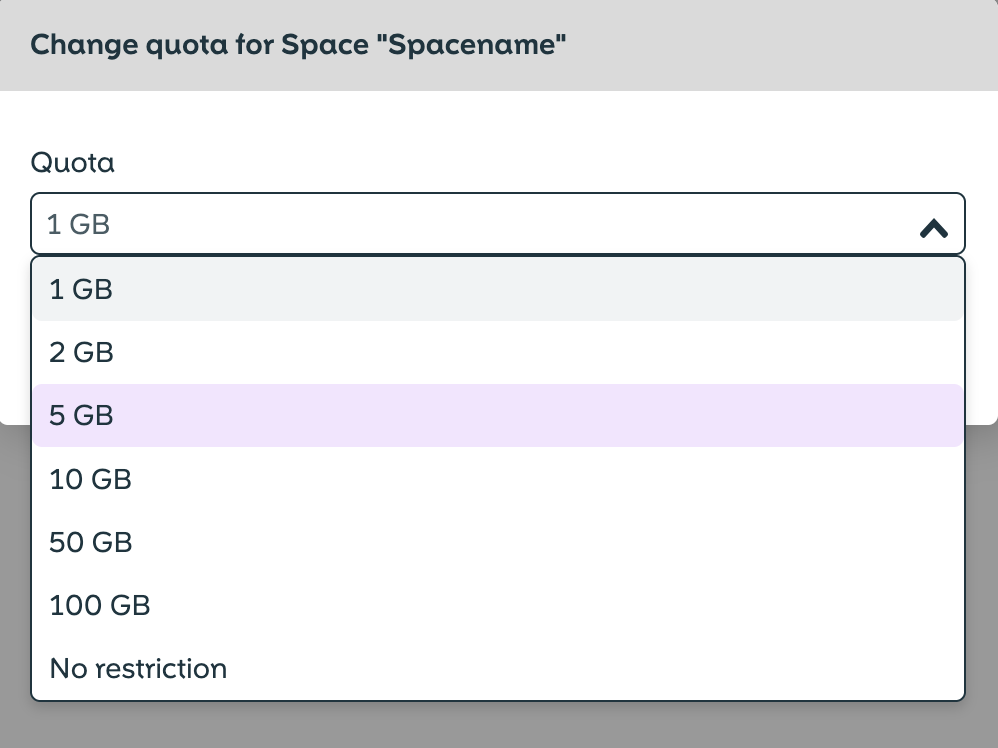 Change quota for Space "Spacename"
Quota
1 GB
1 GB
2 GB
5 GB
10 GB
50 GB
100 GB
No restriction